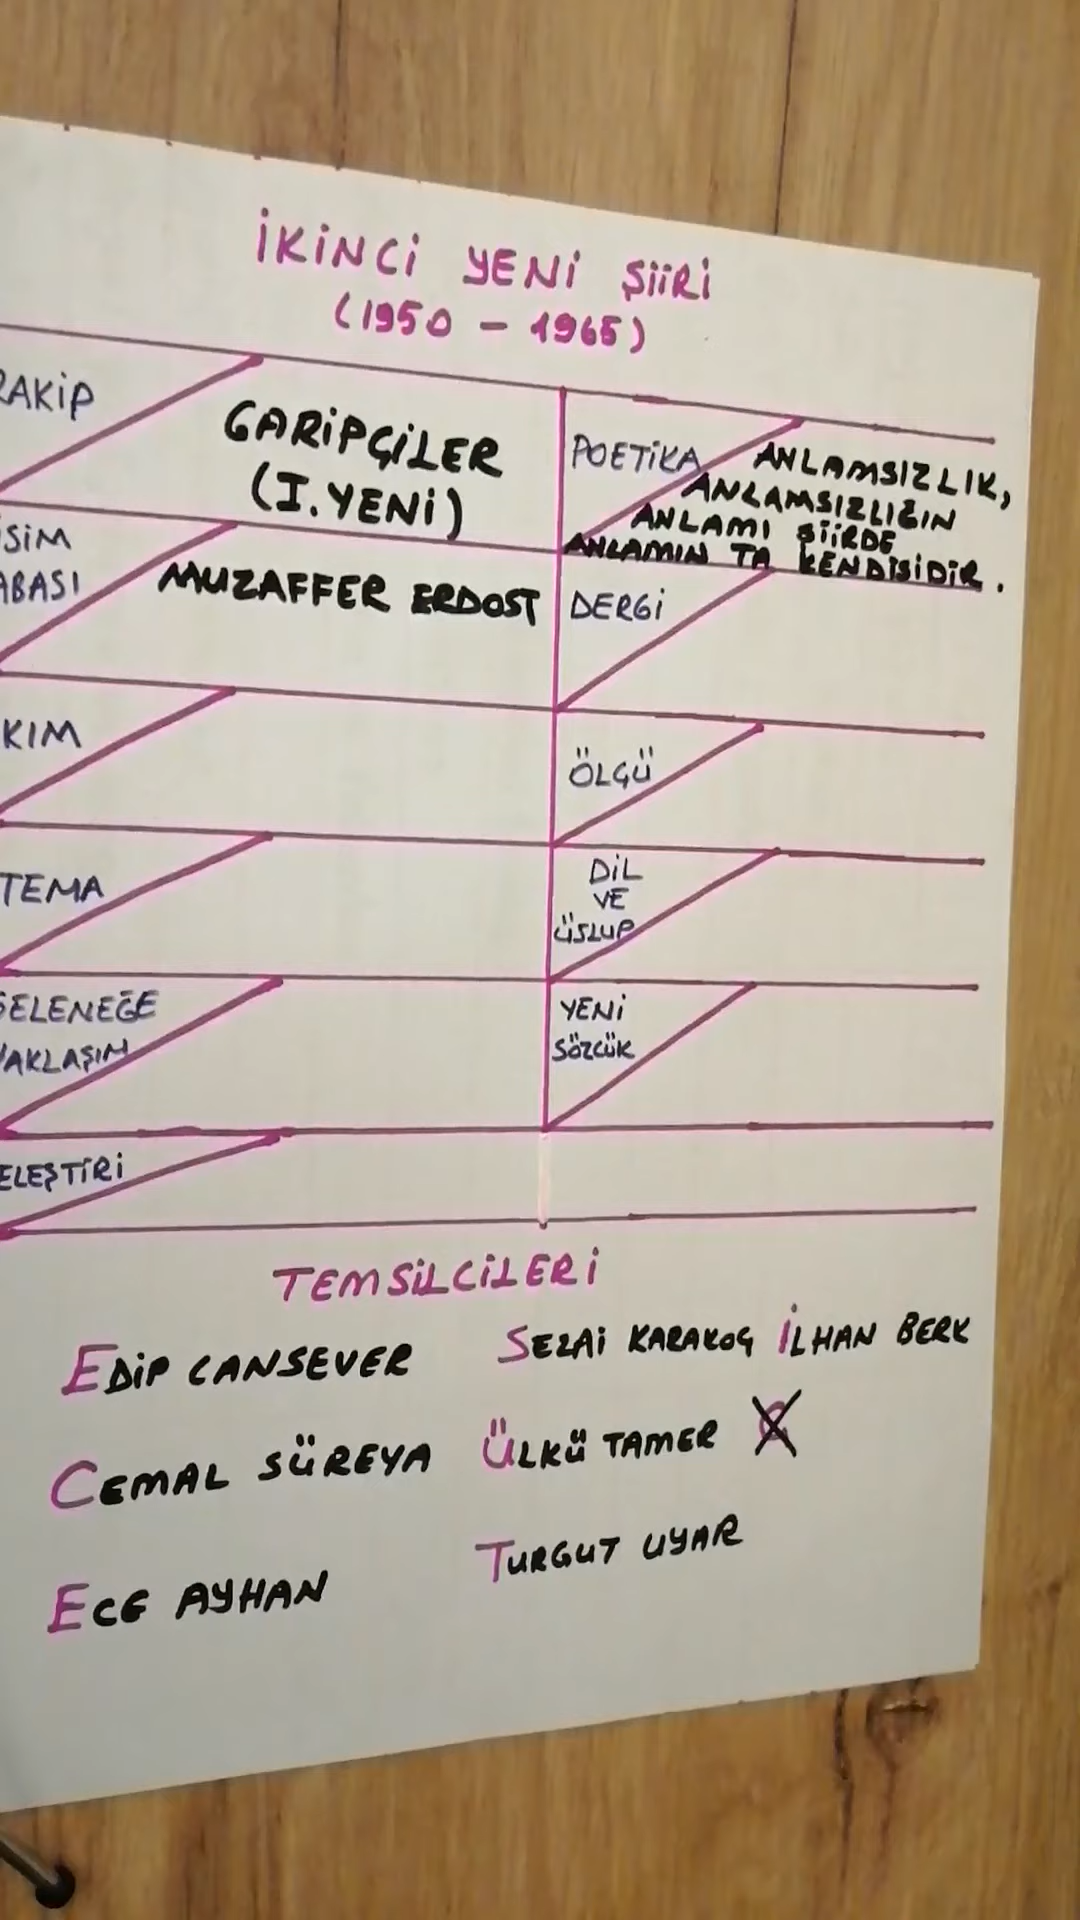 İKİNCİ YENİ ŞİİRİ
(1950 - 1965)
RAKİP
GARİPÇİLER
(I. YENİ)
POETİKA
ANLAMSIZLIK,
ANLAMSIZLIĞIN
ANLAMI ŞİİRDE
ANLAMIN TA KENDİSİDİR.
İSİM
BABASI
MUZAFFER ERDOST
DERGİ
KIM
ÖLÇÜ
TEMA
DİL
VE
ÜSLUP
GELENEĞE
YAKLAŞIM
YENİ
SÖZCÜK
ELEŞTİRİ
TEMSİLCİLERİ
EDİP CANSEVER
SEZAİ KARAKOÇ İLHAN BERK
CEMAL SÜREYA
ÜLKÜ TAMER
ECE AYHAN
TURGUT UYAR